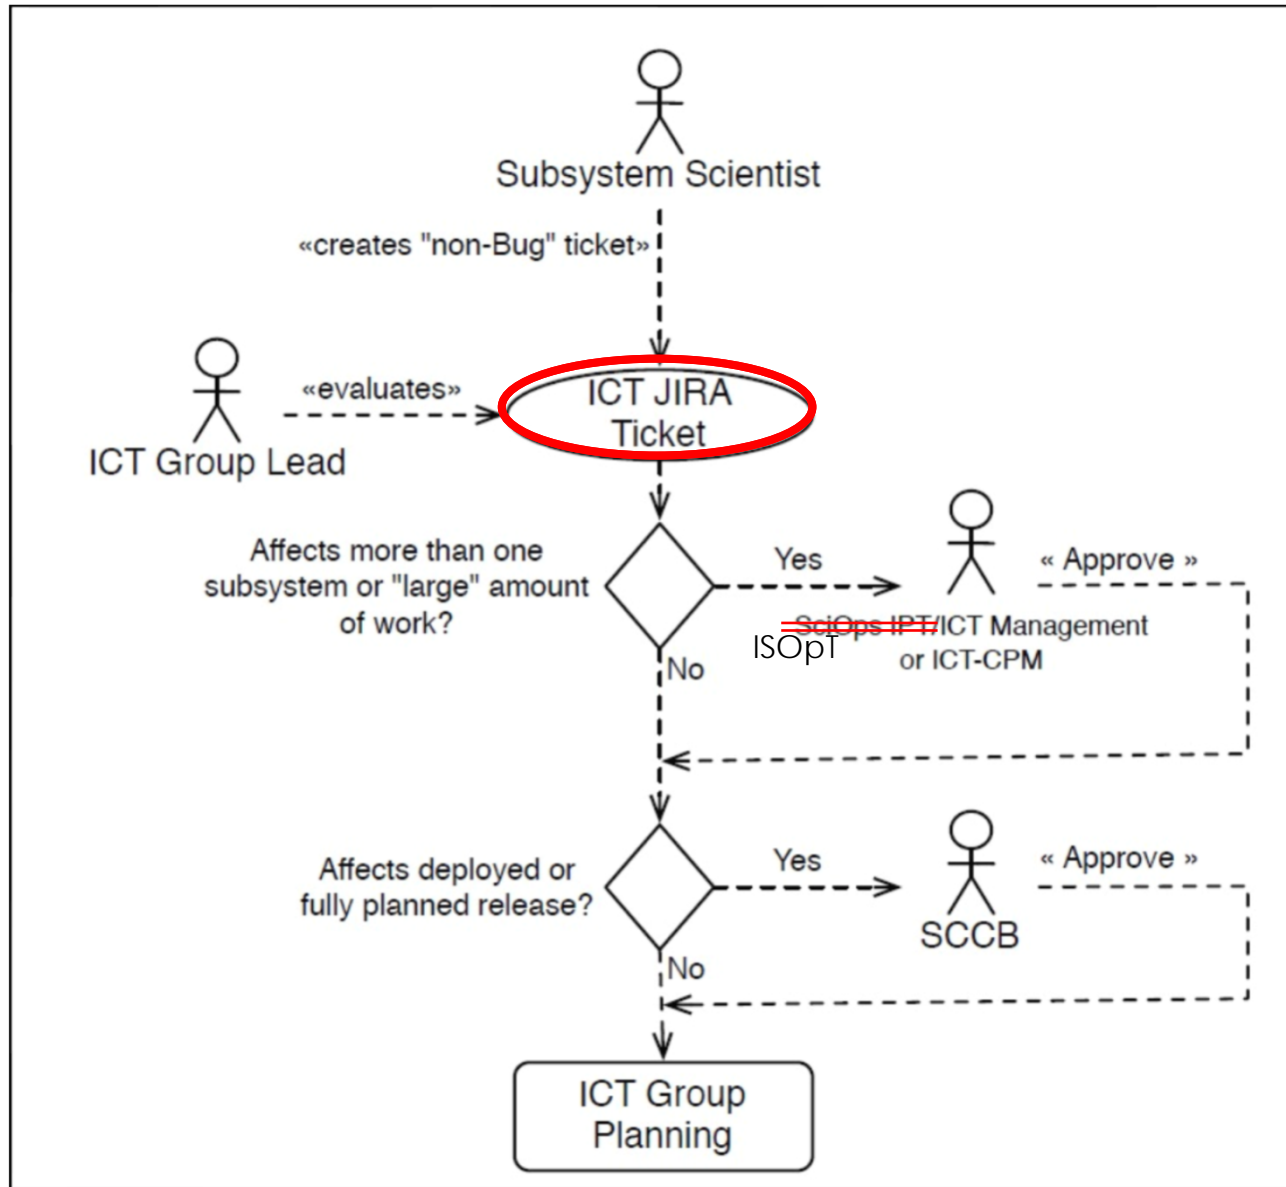 Subsystem Scientist
«creates "non-Bug" ticket»
ICT JIRA
Ticket
«evaluates»
ICT Group Lead
Affects more than one
subsystem or "large" amount
of work?
Yes
« Approve »
SciOps IPT/ICT Management
ISOpT
or ICT-CPM
No
Affects deployed or
fully planned release?
Yes
« Approve »
SCCB
No
ICT Group
Planning